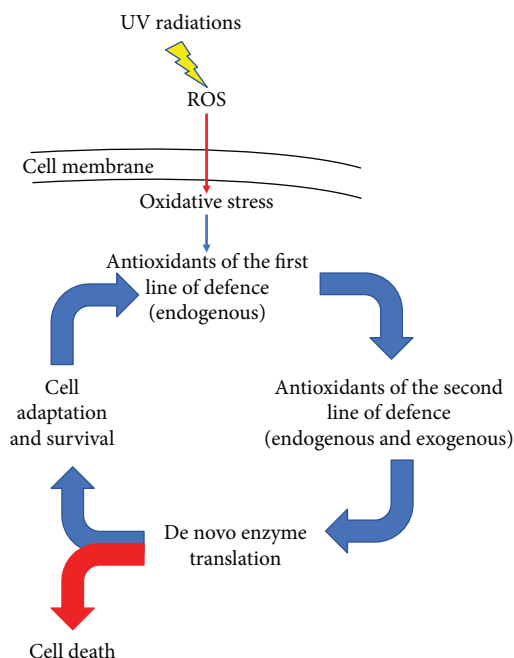 UV radiations
ROS
Cell membrane
Oxidative stress
Antioxidants of the first
line of defence
(endogenous)
Antioxidants of the second
line of defence
(endogenous and exogenous)
De novo enzyme
translation
Cell
adaptation
and survival
Cell death